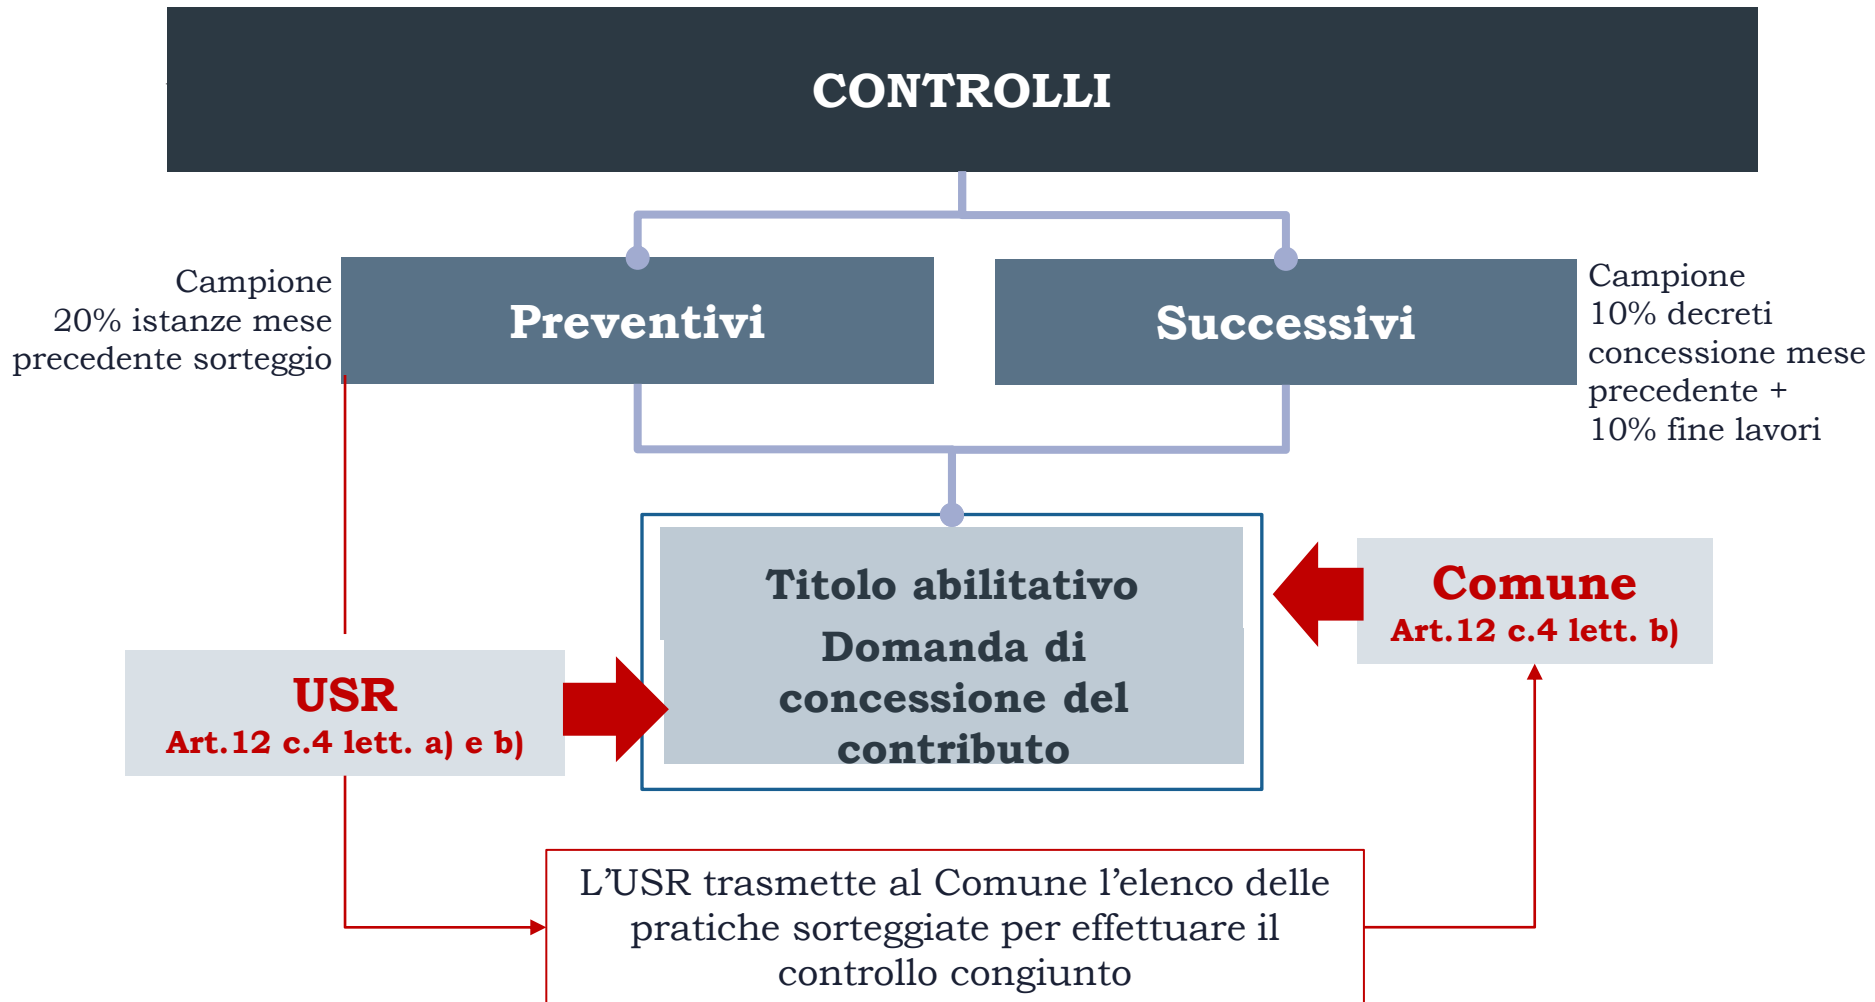 CONTROLLI
Campione
20% istanze mese
precedente sorteggio
Preventivi
Successivi
Campione
10% decreti
concessione mese
precedente +
10% fine lavori
Titolo abilitativo
Domanda di
concessione del
contributo
Comune
Art.12 c.4 lett. b)
USR
Art.12 c.4 lett. a) e b)
L’USR trasmette al Comune l’elenco delle
pratiche sorteggiate per effettuare il
controllo congiunto